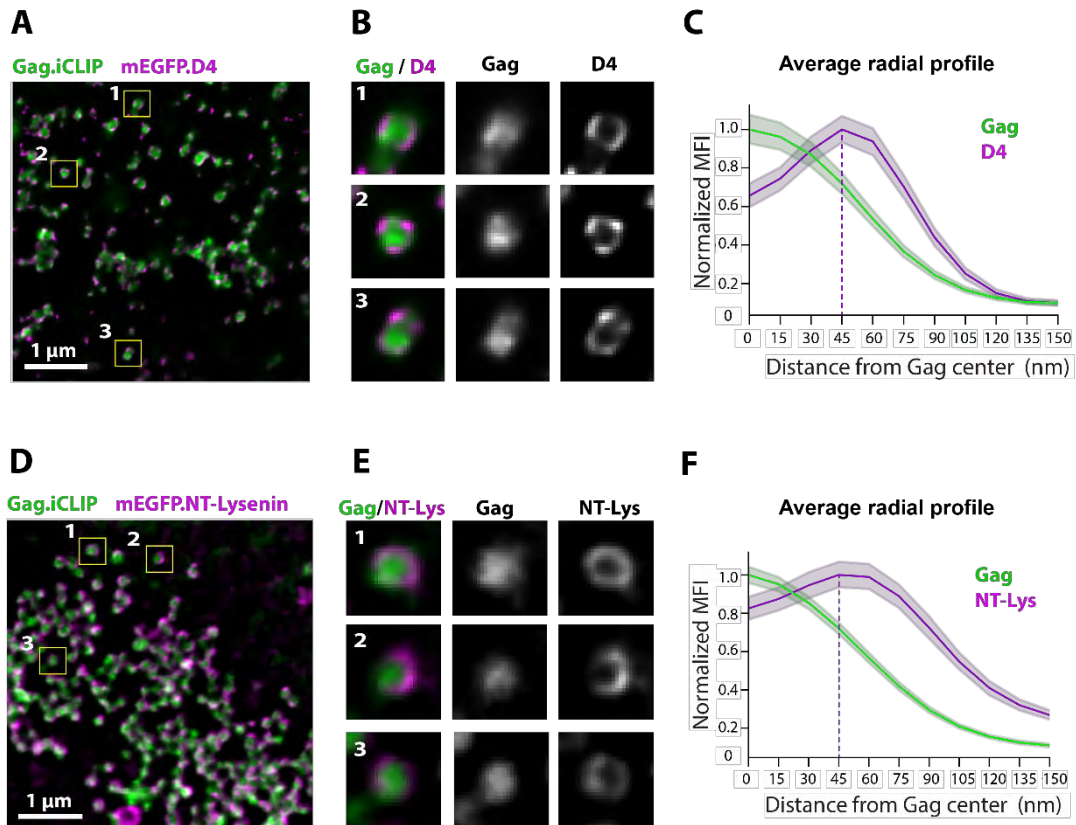 A
Gag.iCLIP mEGFP.D4
1
2
3
1 µm
B
Gag / D4 Gag D4
1
2
3
C
Average radial profile
Gag
D4
Normalized MFI
1.0
0.8
0.6
0.4
0.2
0
0 15 30 45 60 75 90 105 120 135 150
Distance from Gag center (nm)
D
Gag.iCLIP mEGFP.NT-Lysenin
1
2
3
1 µm
E
Gag/NT-Lys Gag NT-Lys
1
2
3
F
Average radial profile
Gag
NT-Lys
Normalized MFI
1.0
0.8
0.6
0.4
0.2
0
0 15 30 45 60 75 90 105 120 135 150
Distance from Gag center (nm)